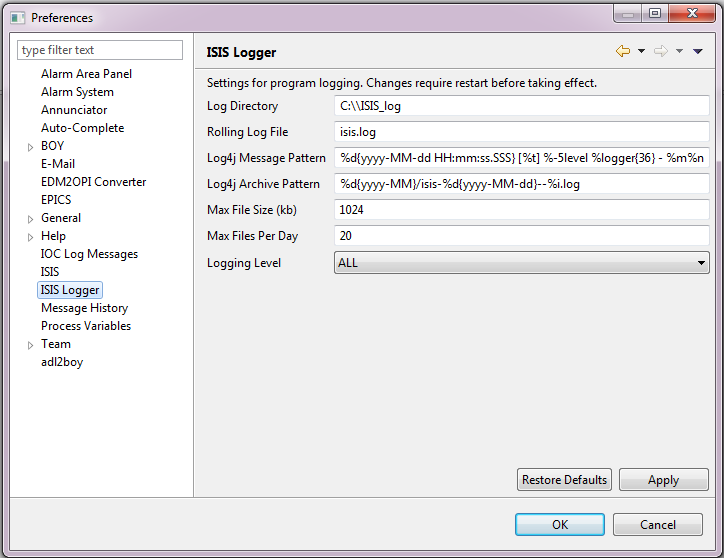 Preferences
type filter text
Alarm Area Panel
Alarm System
Annunciator
Auto-Complete
BOY
E-Mail
EDM2OPI Converter
EPICS
General
Help
IOC Log Messages
ISIS
ISIS Logger
Message History
Process Variables
Team
adl2boy
ISIS Logger
Settings for program logging. Changes require restart before taking effect.
Log Directory C:\\ISIS_log
Rolling Log File isis.log
Log4j Message Pattern %d{yyyy-MM-dd HH:mm:ss.SSS} [%t] %-5level %logger{36} - %m%n
Log4j Archive Pattern %d{yyyy-MM}/isis-%d{yyyy-MM-dd}--%i.log
Max File Size (kb) 1024
Max Files Per Day 20
Logging Level ALL
Restore Defaults Apply
OK Cancel